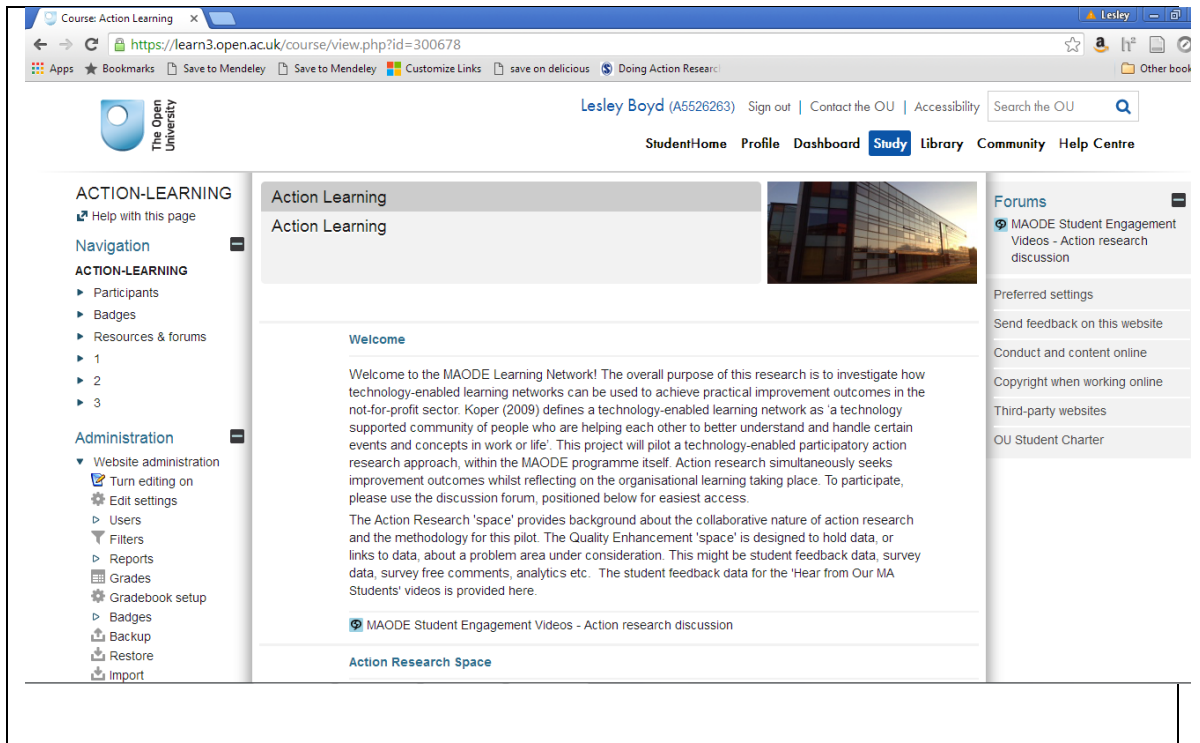 Course: Action Learning
Lesley
https://learn3.open.ac.uk/course/view.php?id=300678
Apps Bookmarks Save to Mendeley Save to Mendeley Customize Links save on delicious Doing Action Research Other book
The Open University
Lesley Boyd (A5526263) Sign out | Contact the OU | Accessibility Search the OU
StudentHome Profile Dashboard Study Library Community Help Centre
ACTION-LEARNING
Help with this page
Navigation
ACTION-LEARNING
Participants
Badges
Resources & forums
1
2
3
Administration
Website administration
Turn editing on
Edit settings
Users
Filters
Reports
Grades
Gradebook setup
Badges
Backup
Restore
Import
Action Learning
Action Learning
Welcome
Welcome to the MAODE Learning Network! The overall purpose of this research is to investigate how
technology-enabled learning networks can be used to achieve practical improvement outcomes in the
not-for-profit sector. Koper (2009) defines a technology-enabled learning network as ‘a technology
supported community of people who are helping each other to better understand and handle certain
events and concepts in work or life’. This project will pilot a technology-enabled participatory action
research approach, within the MAODE programme itself. Action research simultaneously seeks
improvement outcomes whilst reflecting on the organisational learning taking place. To participate,
please use the discussion forum, positioned below for easiest access.
The Action Research 'space' provides background about the collaborative nature of action research
and the methodology for this pilot. The Quality Enhancement 'space' is designed to hold data, or
links to data, about a problem area under consideration. This might be student feedback data, survey
data, survey free comments, analytics etc. The student feedback data for the 'Hear from Our MA
Students' videos is provided here.
MAODE Student Engagement Videos - Action research discussion
Action Research Space
Forums
MAODE Student Engagement
Videos - Action research
discussion
Preferred settings
Send feedback on this website
Conduct and content online
Copyright when working online
Third-party websites
OU Student Charter